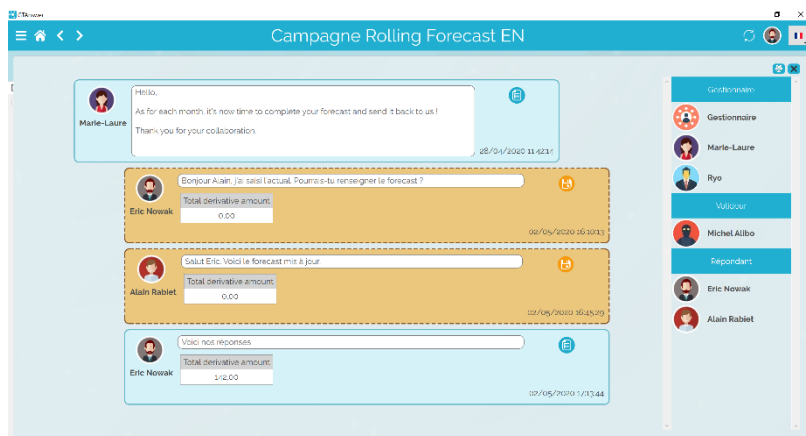 CTAnswer
Campagne Rolling Forecast EN
Hello,
As for each month, it's now time to complete your forecast and send it back to us !
Thank you for your collaboration.
Marie-Laure
28/04/2020 11:42:14
Bonjour Alain, j'ai saisi l'actual. Pourrais-tu renseigner le forecast ?
Total derivative amount
0,00
Eric Nowak
02/05/2020 16:10:13
Salut Eric. Voici le forecast mis à jour
Total derivative amount
0,00
Alain Rablet
02/05/2020 16:45:29
Voici nos réponses
Total derivative amount
142,00
Eric Nowak
02/05/2020 17:13:44
Gestionnaire
Gestionnaire
Marie-Laure
Ryo
Valideur
Michel Alibo
Répondant
Eric Nowak
Alain Rablet